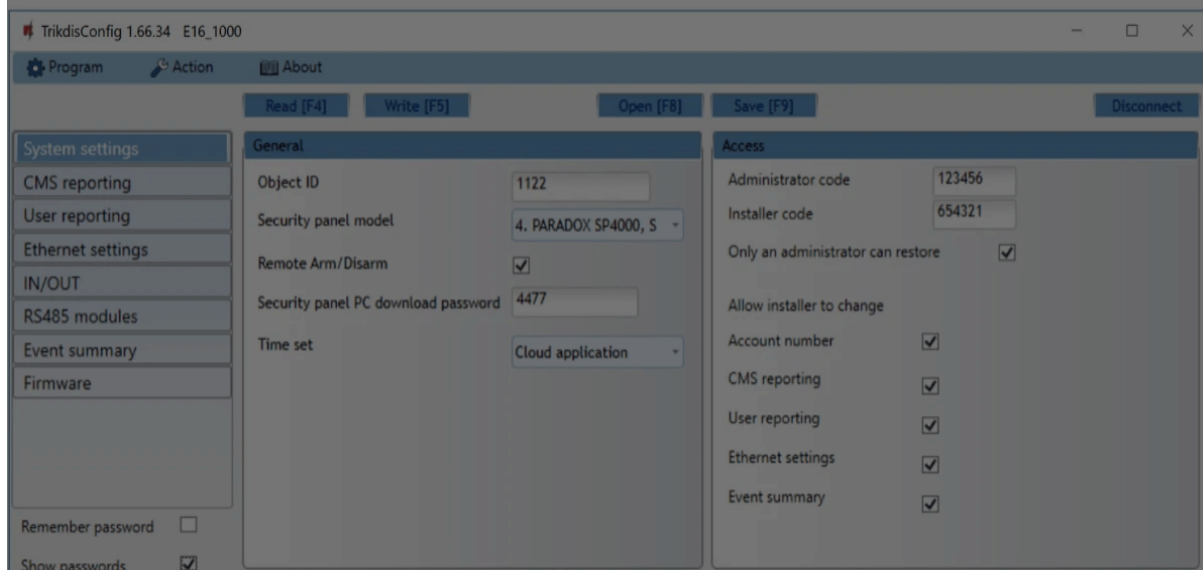 TrikdisConfig 1.66.34 E16_1000
Program Action About
Read [F4] Write [F5] Open [F8] Save [F9] Disconnect
System settings
CMS reporting
User reporting
Ethernet settings
IN/OUT
RS485 modules
Event summary
Firmware
Remember password
Show passwords
General
Object ID 1122
Security panel model 4. PARADOX SP4000, S
Remote Arm/Disarm
Security panel PC download password 4477
Time set Cloud application
Access
Administrator code 123456
Installer code 654321
Only an administrator can restore
Allow installer to change
Account number
CMS reporting
User reporting
Ethernet settings
Event summary